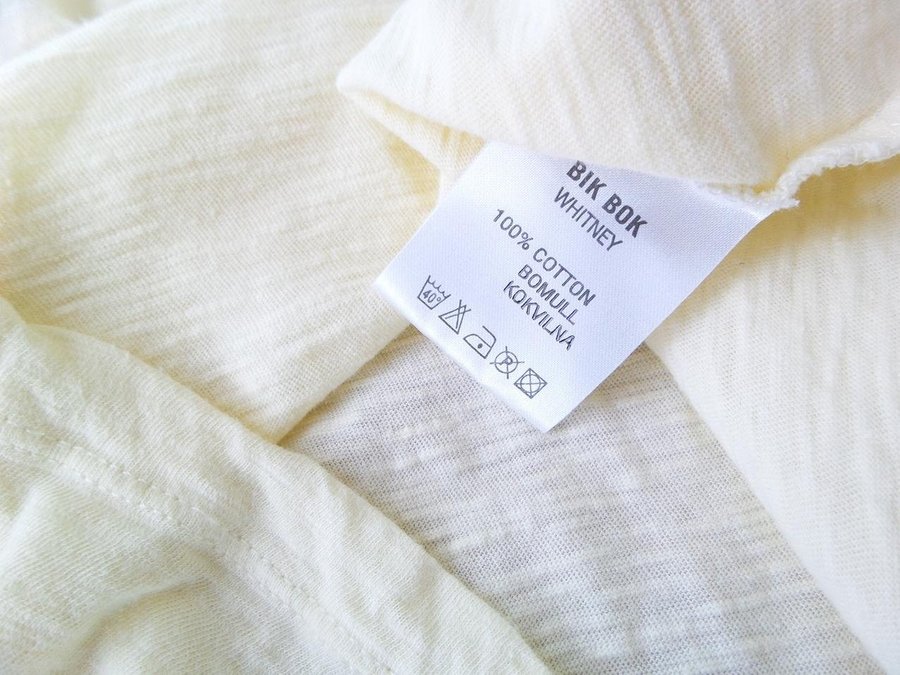 BIK BOK
WHITNEY
100% COTTON
BOMULL
KOKVILNA
40° P